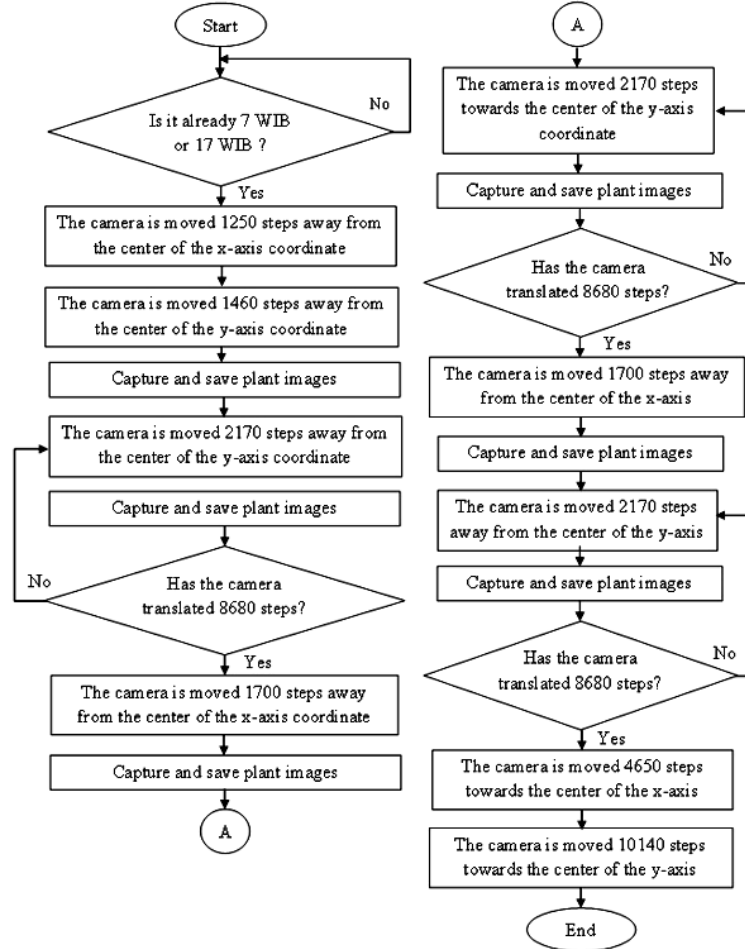 Start
No
Is it already 7 WIB
or 17 WIB ?
Yes
The camera is moved 1250 steps away from
the center of the x-axis coordinate
The camera is moved 1460 steps away from
the center of the y-axis coordinate
Capture and save plant images
The camera is moved 2170 steps away from
the center of the y-axis coordinate
Capture and save plant images
No
Has the camera
translated 8680 steps?
Yes
The camera is moved 1700 steps away
from the center of the x-axis coordinate
Capture and save plant images
A
A
The camera is moved 2170 steps
towards the center of the y-axis
coordinate
Capture and save plant images
No
Has the camera
translated 8680 steps?
Yes
The camera is moved 1700 steps away
from the center of the x-axis
Capture and save plant images
The camera is moved 2170 steps
away from the center of the y-axis
Capture and save plant images
No
Has the camera
translated 8680 steps?
Yes
The camera is moved 4650 steps
towards the center of the x-axis
The camera is moved 10140 steps
towards the center of the y-axis
End